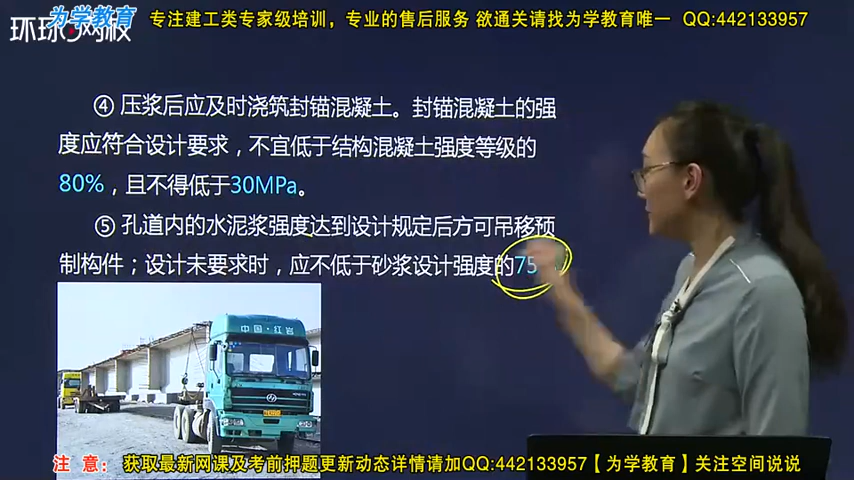 为学教育
环球网校
专注建工类专家级培训，专业的售后服务 欲通关请找为学教育唯一 QQ:442133957
④ 压浆后应及时浇筑封锚混凝土。封锚混凝土的强
度应符合设计要求，不宜低于结构混凝土强度等级的
80%，且不得低于30MPa。
⑤ 孔道内的水泥浆强度达到设计规定后方可吊移预
制构件；设计未要求时，应不低于砂浆设计强度的75
中国·红岩
注 意： 获取最新网课及考前押题更新动态详情请加QQ:442133957【为学教育】关注空间说说